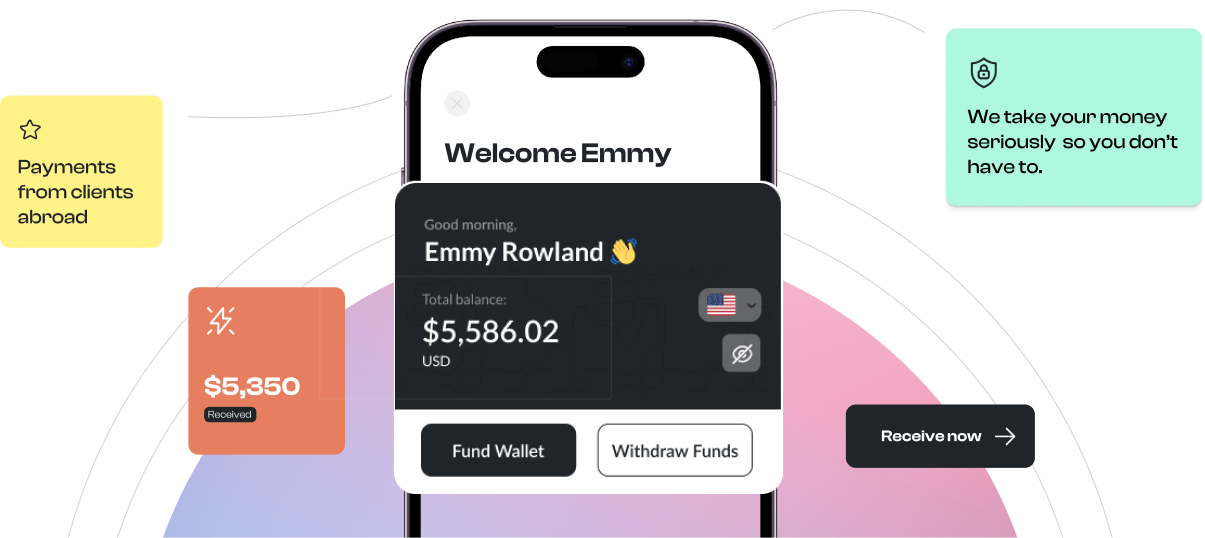 Payments
from clients
abroad
Welcome Emmy
We take your money
seriously so you don't
have to.
Good morning,
Emmy Rowland 👋
Total balance:
$5,586.02
USD
$5,350
Received
Fund Wallet
Withdraw Funds
Receive now →